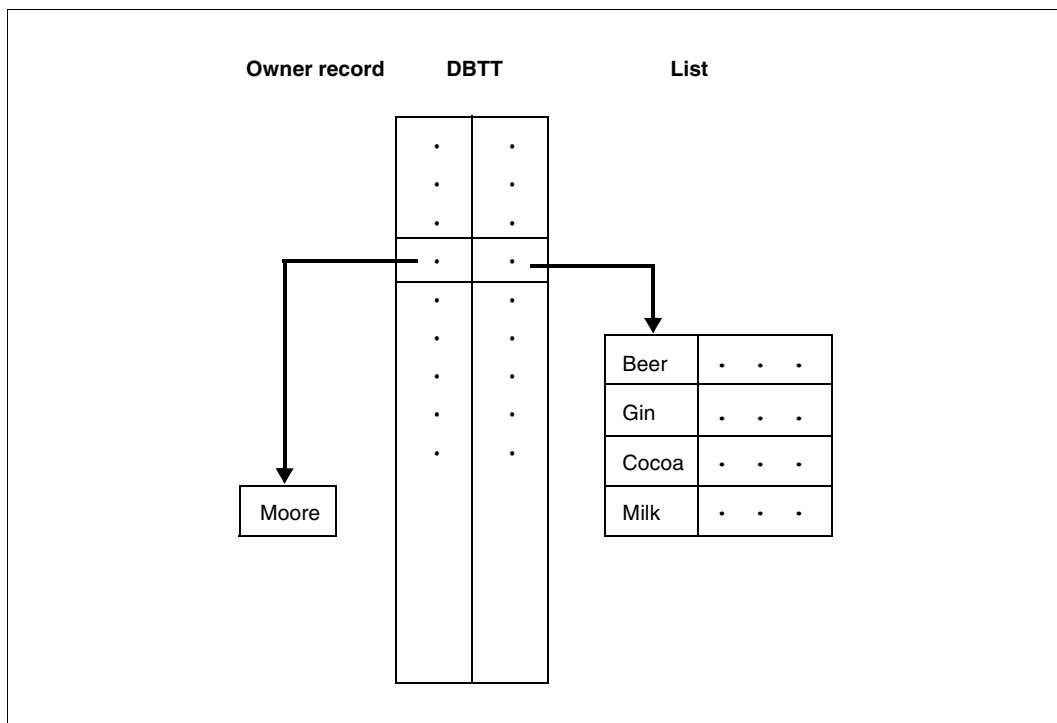 Owner record DBTT List
Beer . . .
Gin . . .
Cocoa . . .
Milk . . .
Moore